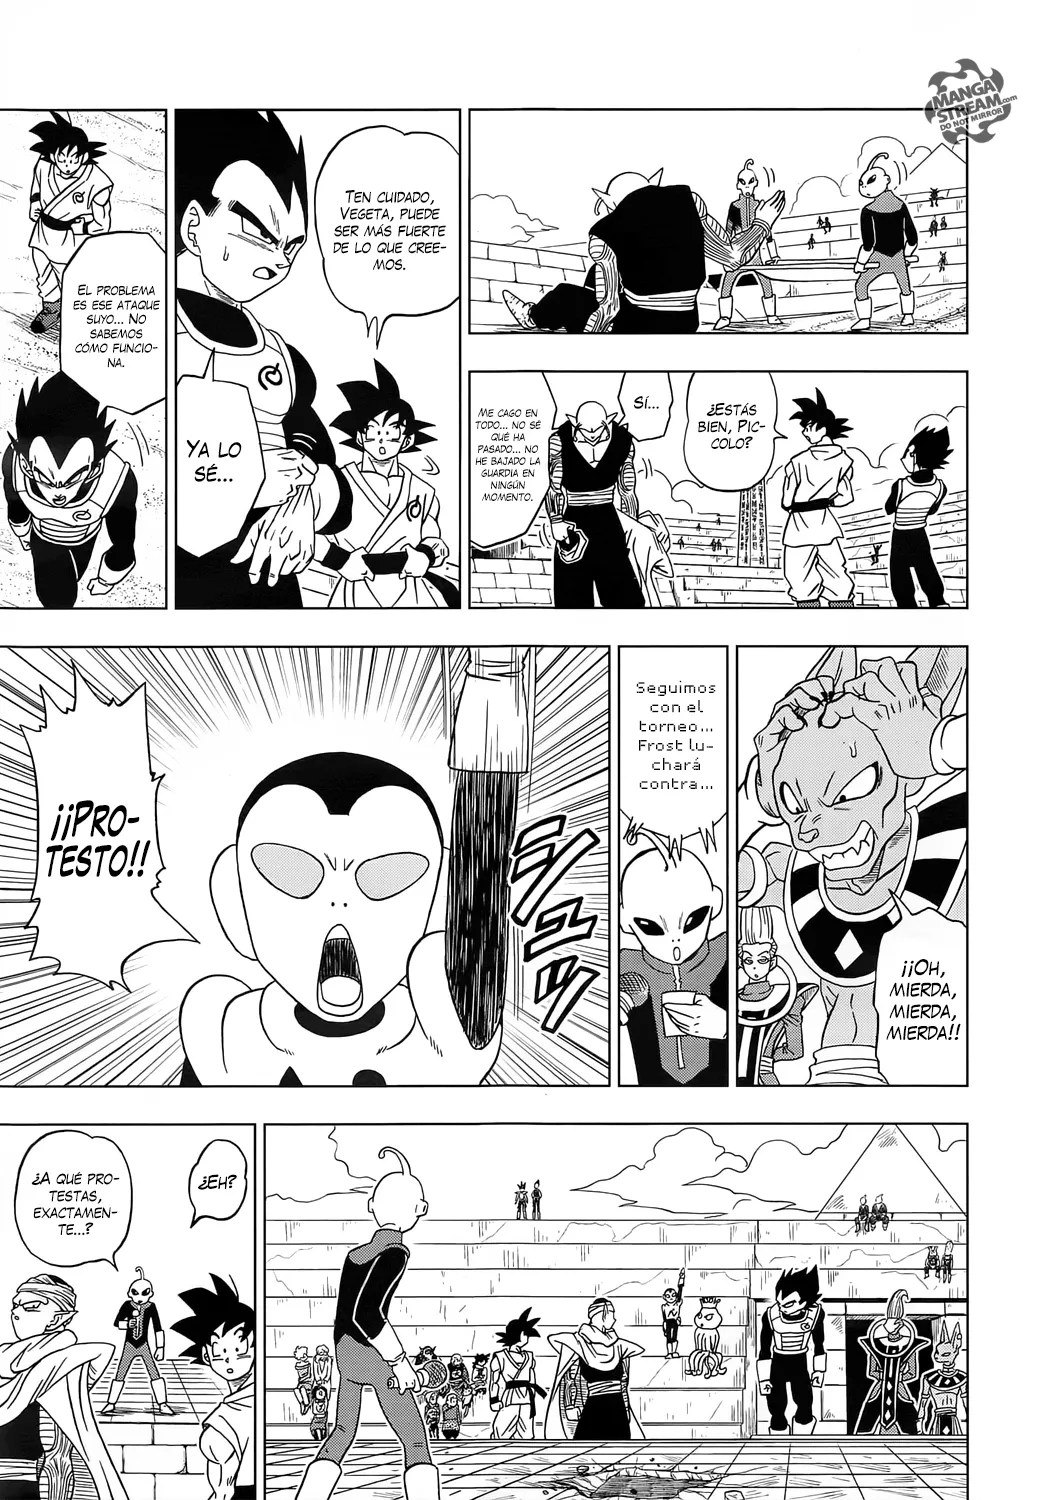 MANGA
STREAM.com
DO NOT MIRROR
¿ESTÁS
BIEN, PIC-
COLO?
SÍ...
ME CAGO EN
TODO... NO SÉ
QUÉ HA
PASADO... NO
HE BAJADO LA
GUARDIA EN
NINGÚN
MOMENTO.
TEN CUIDADO,
VEGETA, PUEDE
SER MÁS FUERTE
DE LO QUE CREE-
MOS.
YA LO
SÉ...
EL PROBLEMA
ES ESE ATAQUE
SUYO... NO
SABEMOS
CÓMO FUNCIO-
NA.
¡¡OH,
MIERDA,
MIERDA,
MIERDA!!
Seguimos
con el
torneo...
Frost lu-
chará
contra...
¡¡PRO-
TESTO!!
シュッ
¿EH?
¿A QUÉ PRO-
TESTAS,
EXACTAMEN-
TE...?